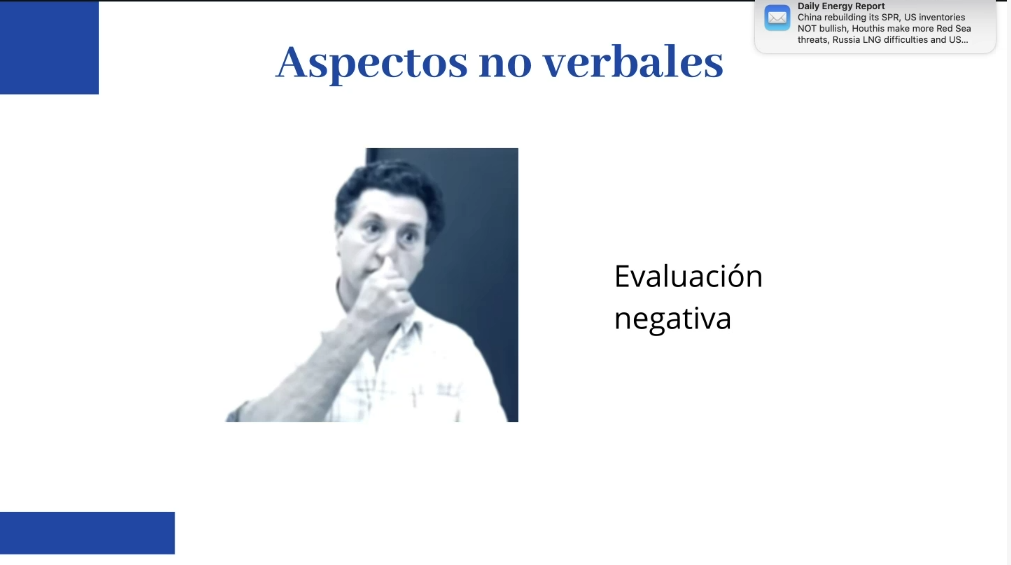 Daily Energy Report
China rebuilding its SPR, US inventories
NOT bullish, Houthis make more Red Sea
threats, Russia LNG difficulties and US...
Aspectos no verbales
Evaluación
negativa